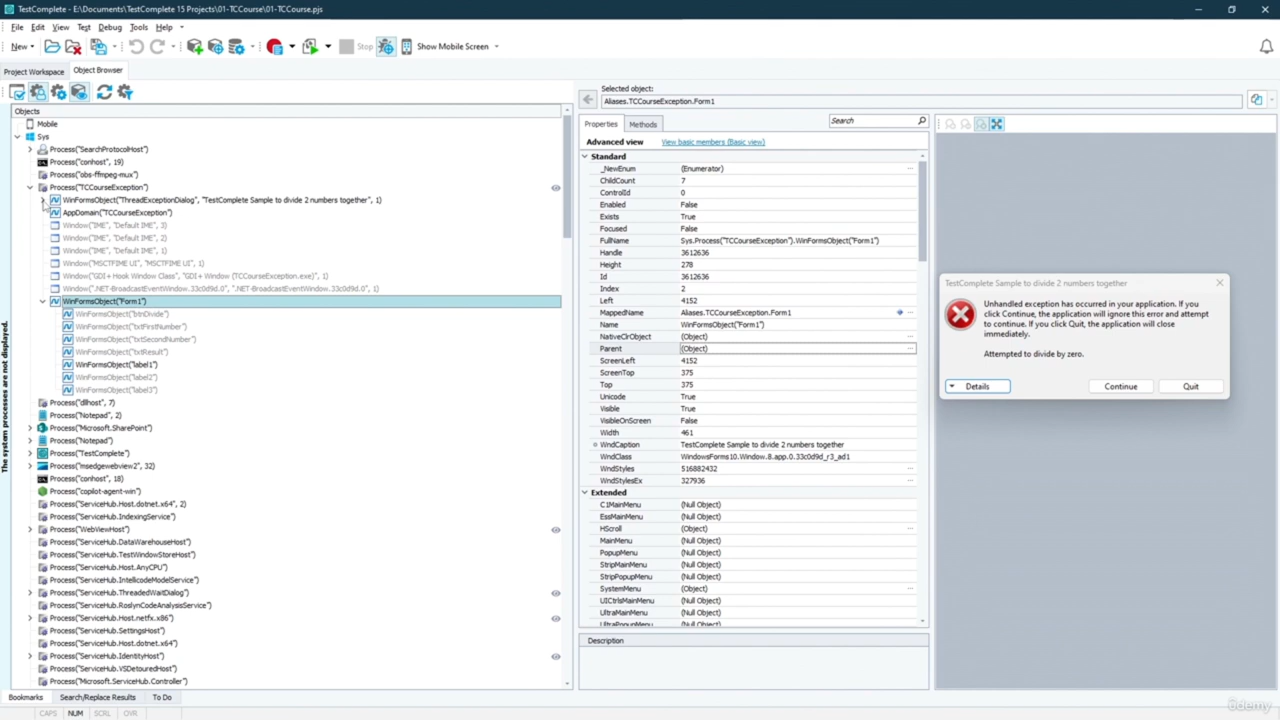 TestComplete - E:\Documents\TestComplete 15 Projects\01-TCCourse\01-TCCourse.pjs
File Edit View Test Debug Tools Help
New Stop Show Mobile Screen
Project Workspace Object Browser
Objects
Mobile
Sys
Process("SearchProtocolHost")
Process("conhost", 19)
Process("obs-ffmpeg-mux")
Process("TCCourseException")
WinFormsObject("ThreadExceptionDialog", "TestComplete Sample to divide 2 numbers together", 1)
AppDomain("TCCourseException")
Window("IME", "Default IME", 3)
Window("IME", "Default IME", 2)
Window("IME", "Default IME", 1)
Window("MSCTFIME UI", "MSCTFIME UI", 1)
Window("GDI+ Hook Window Class", "GDI+ Window (TCCourseException.exe)", 1)
Window(".NET-BroadcastEventWindow.33c0d9d.0", ".NET-BroadcastEventWindow.33c0d9d.0", 1)
WinFormsObject("Form1")
WinFormsObject("btnDivide")
WinFormsObject("txtFirstNumber")
WinFormsObject("txtSecondNumber")
WinFormsObject("txtResult")
WinFormsObject("label1")
WinFormsObject("label2")
WinFormsObject("label3")
Process("dllhost", 7)
Process("Notepad", 2)
Process("Microsoft.SharePoint")
Process("Notepad")
Process("TestComplete")
Process("msedgewebview2", 32)
Process("conhost", 18)
Process("copilot-agent-win")
Process("ServiceHub.Host.dotnet.x64", 2)
Process("ServiceHub.IndexingService")
Process("WebViewHost")
Process("ServiceHub.DataWarehouseHost")
Process("ServiceHub.TestWindowStoreHost")
Process("ServiceHub.Host.AnyCPU")
Process("ServiceHub.IntellicodeModelService")
Process("ServiceHub.ThreadedWaitDialog")
Process("ServiceHub.RoslynCodeAnalysisService")
Process("ServiceHub.Host.netfx.x86")
Process("ServiceHub.SettingsHost")
Process("ServiceHub.Host.dotnet.x64")
Process("ServiceHub.IdentityHost")
Process("ServiceHub.VSDetouredHost")
Process("Microsoft.ServiceHub.Controller")
The system processes are not displayed.
Selected object:
Aliases.TCCourseException.Form1
Properties Methods Search
Advanced view View basic members (Basic view)
Standard
_NewEnum (Enumerator)
ChildCount 7
ControlId 0
Enabled False
Exists True
Focused False
FullName Sys.Process("TCCourseException").WinFormsObject("Form1")
Handle 3612636
Height 278
Id 3612636
Index 2
Left 4152
MappedName Aliases.TCCourseException.Form1
Name WinFormsObject("Form1")
NativeClrObject (Object)
Parent (Object)
ScreenLeft 4152
ScreenTop 375
Top 375
Unicode True
Visible True
VisibleOnScreen False
Width 461
WndCaption TestComplete Sample to divide 2 numbers together
WndClass WindowsForms10.Window.8.app.0.33c0d9d_r3_ad1
WndStyles 516882432
WndStylesEx 327936
Extended
C1MainMenu (Null Object)
EssMainMenu (Null Object)
HScroll (Object)
MainMenu (Null Object)
PopupMenu (Null Object)
StripMainMenu (Null Object)
StripPopupMenu (Null Object)
SystemMenu (Object)
UICtrlsMainMenu (Null Object)
UltraMainMenu (Null Object)
UltraPopupMenu (Null Object)
Description
TestComplete Sample to divide 2 numbers together
Unhandled exception has occurred in your application. If you
click Continue, the application will ignore this error and attempt
to continue. If you click Quit, the application will close
immediately.
Attempted to divide by zero.
Details Continue Quit
Bookmarks Search/Replace Results To Do
CAPS NUM SCRL OVR
ûdemy